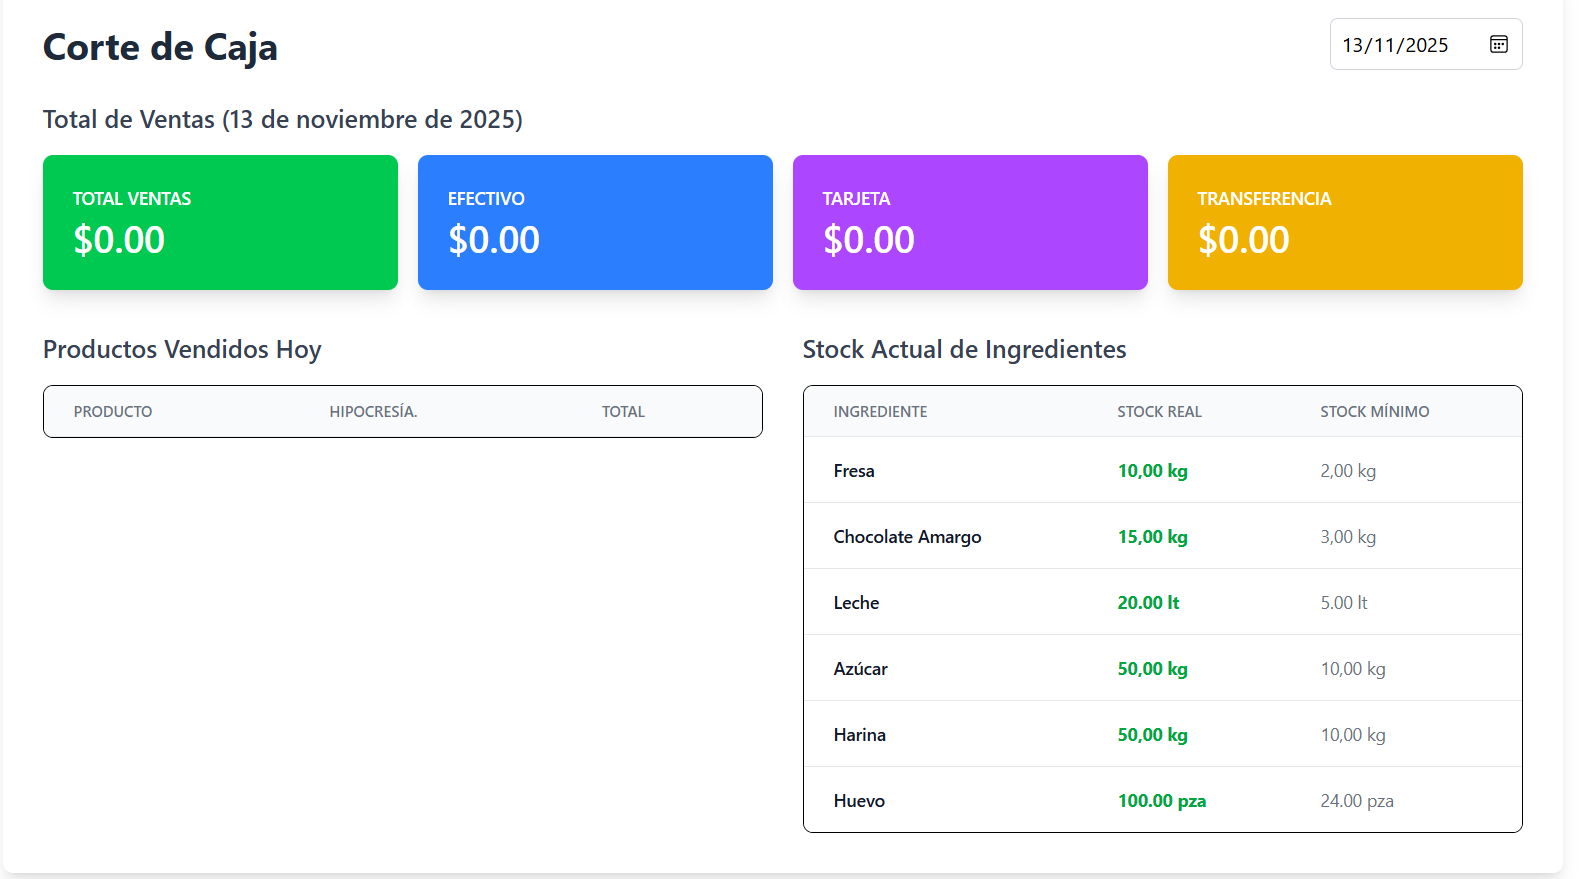 Corte de Caja
13/11/2025
Total de Ventas (13 de noviembre de 2025)
TOTAL VENTAS
$0.00
EFECTIVO
$0.00
TARJETA
$0.00
TRANSFERENCIA
$0.00
Productos Vendidos Hoy
PRODUCTO HIPOCRESÍA. TOTAL
Stock Actual de Ingredientes
INGREDIENTE STOCK REAL STOCK MÍNIMO
Fresa 10,00 kg 2,00 kg
Chocolate Amargo 15,00 kg 3,00 kg
Leche 20.00 lt 5.00 lt
Azúcar 50,00 kg 10,00 kg
Harina 50,00 kg 10,00 kg
Huevo 100.00 pza 24.00 pza